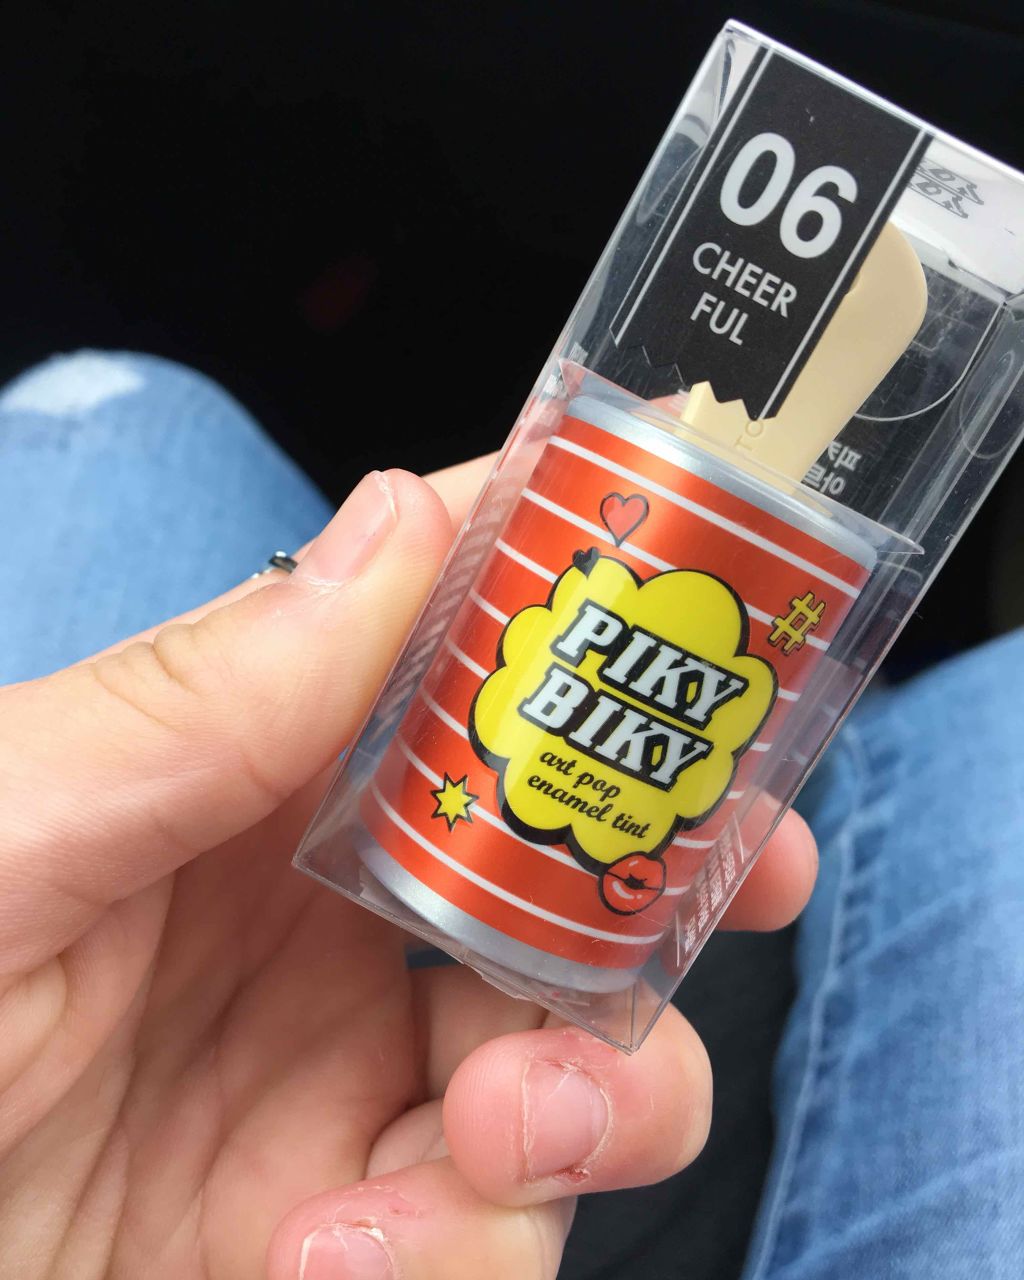 06
CHEER
FUL
#
PIKY
BIKY
art pop
enamel tint